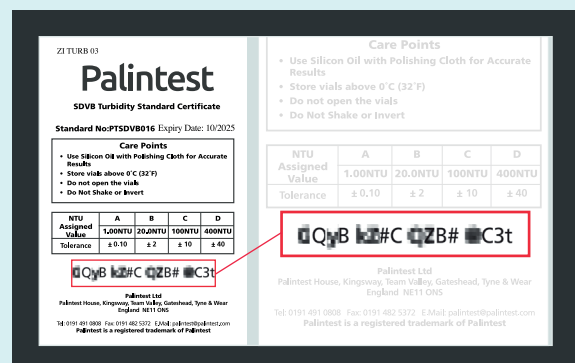 ZI TURB 03
Palintest
SDVB Turbidity Standard Certificate
Standard No:PTSDVB016 Expiry Date: 10/2025
Care Points
• Use Silicon Oil with Polishing Cloth for Accurate
Results
• Store vials above 0°C (32°F)
• Do not open the vials
• Do Not Shake or Invert
NTU Assigned Value A B C D
1.00NTU 20.0NTU 100NTU 400NTU
Tolerance ± 0.10 ± 2 ± 10 ± 40
B #C B# C3t
Palintest Ltd
Palintest House, Kingsway, Team Valley, Gateshead, Tyne & Wear
England NE11 ONS
Tel: 0191 491 0808 Fax: 0191 482 5372 E.Mail: palintest@palintest.com
Palintest is a registered trademark of Palintest
Care Points
• Use Silicon Oil with Polishing Cloth for Accurate
Results
• Store vials above 0°C (32°F)
• Do not open the vials
• Do Not Shake or Invert
NTU Assigned Value A B C D
1.00NTU 20.0NTU 100NTU 400NTU
Tolerance ± 0.10 ± 2 ± 10 ± 40
B #C B# C3t
Palintest Ltd
Palintest House, Kingsway, Team Valley, Gateshead, Tyne & Wear
England NE11 ONS
Tel: 0191 491 0808 Fax: 0191 482 5372 E.Mail: palintest@palintest.com
Palintest is a registered trademark of Palintest